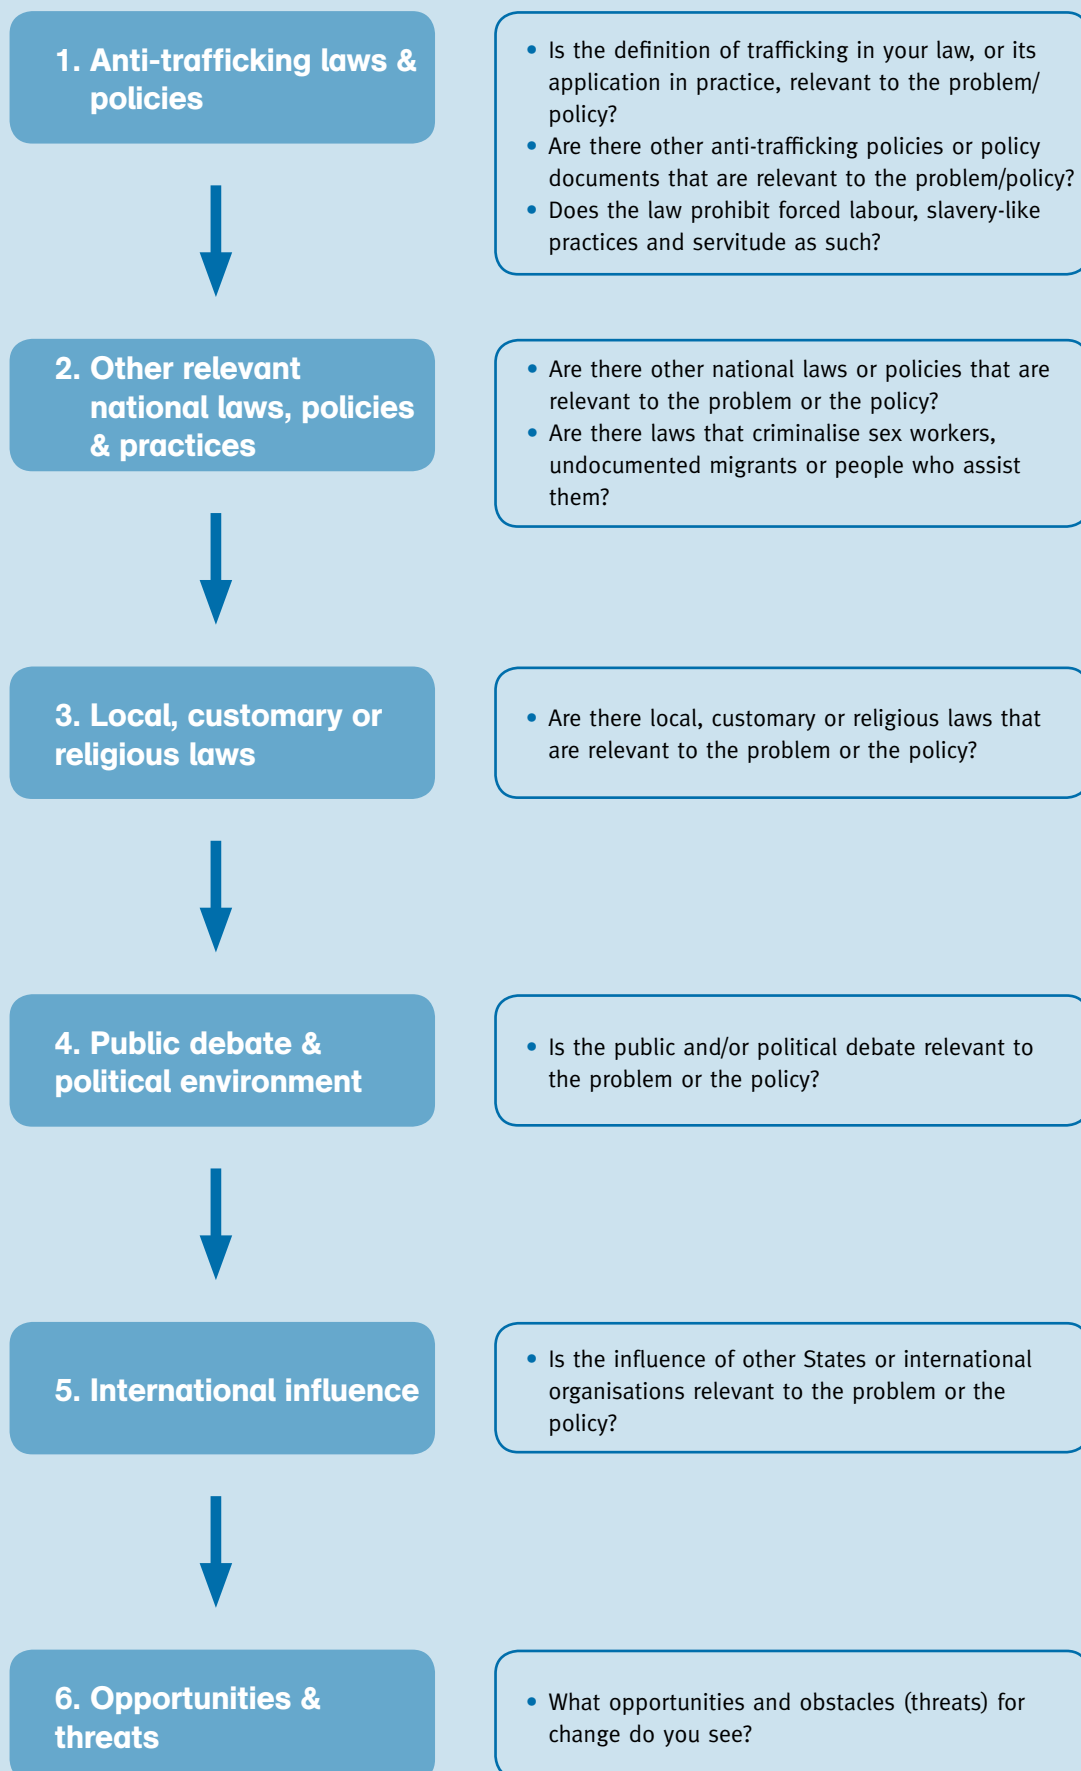 1. Anti-trafficking laws &
policies
• Is the definition of trafficking in your law, or its
application in practice, relevant to the problem/
policy?
• Are there other anti-trafficking policies or policy
documents that are relevant to the problem/policy?
• Does the law prohibit forced labour, slavery-like
practices and servitude as such?
2. Other relevant
national laws, policies
& practices
• Are there other national laws or policies that are
relevant to the problem or the policy?
• Are there laws that criminalise sex workers,
undocumented migrants or people who assist
them?
3. Local, customary or
religious laws
• Are there local, customary or religious laws that
are relevant to the problem or the policy?
4. Public debate &
political environment
• Is the public and/or political debate relevant to
the problem or the policy?
5. International influence
• Is the influence of other States or international
organisations relevant to the problem or the
policy?
6. Opportunities &
threats
• What opportunities and obstacles (threats) for
change do you see?